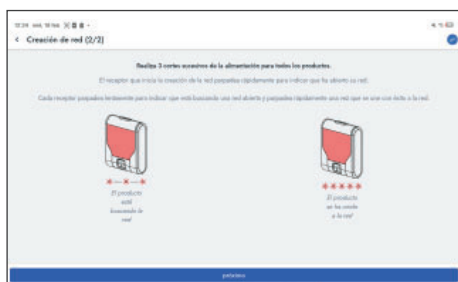 Creación de red (2/2)
Realiza 3 cortes sucesivos de la alimentación para todos los productos.
El receptor que inicia la creación de la red parpadea rápidamente para indicar que ha abierto su red.
Cada receptor parpadea lentamente para indicar que está buscando una red abierta y parpadea rápidamente una vez que se une con éxito a la red.
El producto
está
buscando la
red
El producto
se ha unido
a la red
próximo